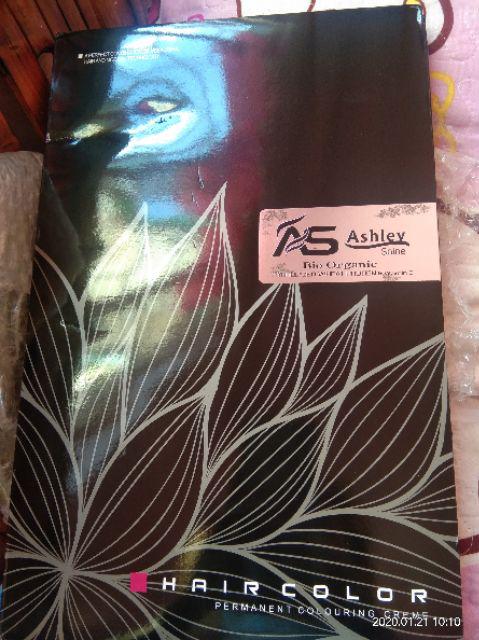 AS Ashley
Shine
Bio Organic
HAIRCOLOR
PERMANENT COLOURING CREME
2020.01.21 10:10